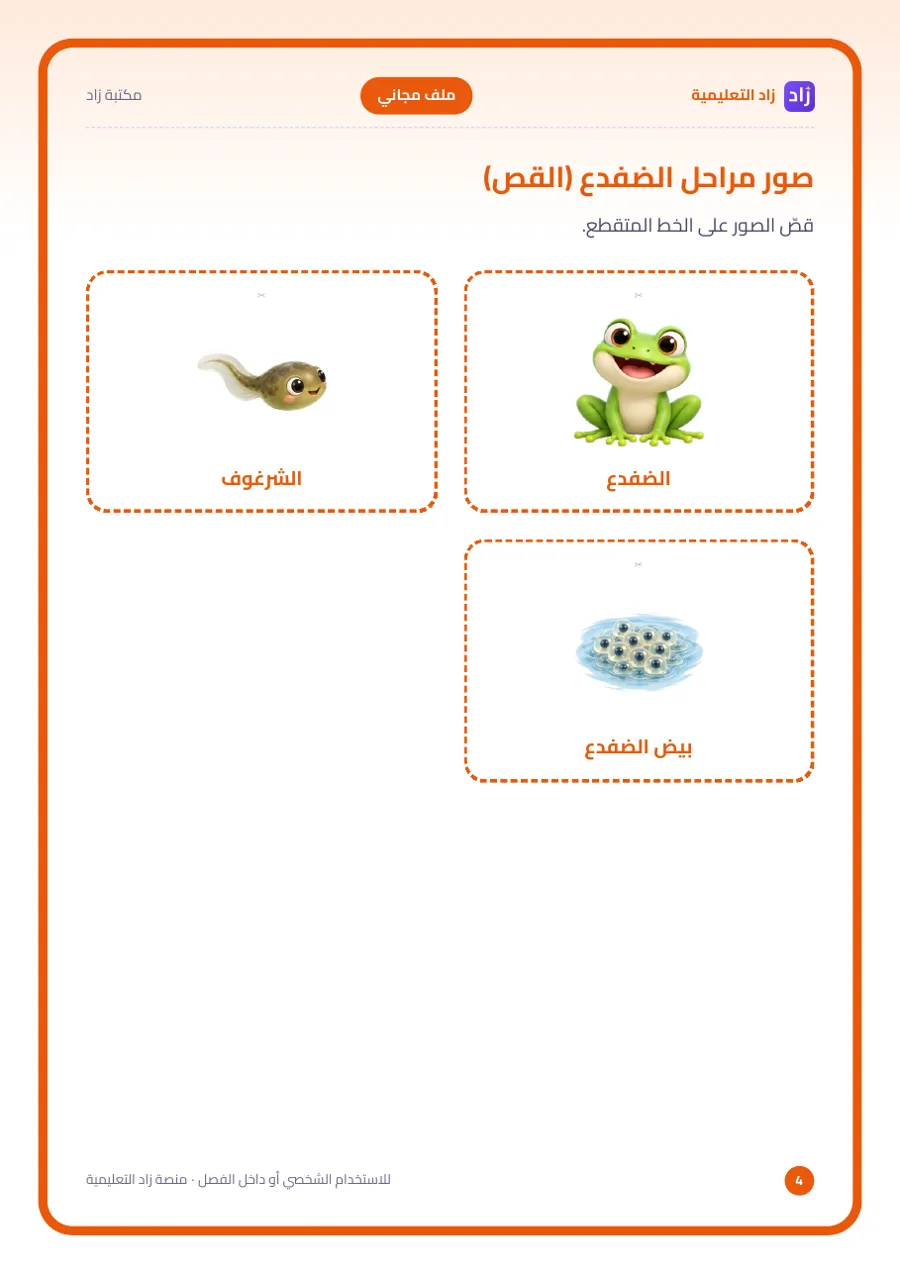 زاد
زاد التعليمية
ملف مجاني
مكتبة زاد
صور مراحل الضفدع (القص)
قصّ الصور على الخط المتقطع.
الضفدع
الشرغوف
بيض الضفدع
4
للاستخدام الشخصي أو داخل الفصل · منصة زاد التعليمية